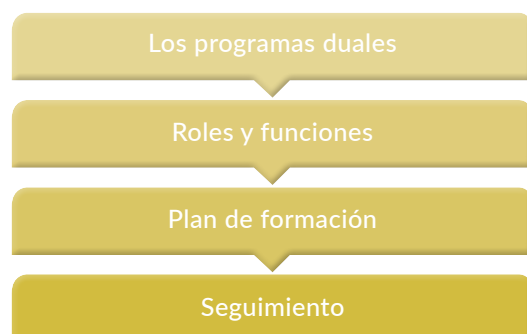 Los programas duales
Roles y funciones
Plan de formación
Seguimiento